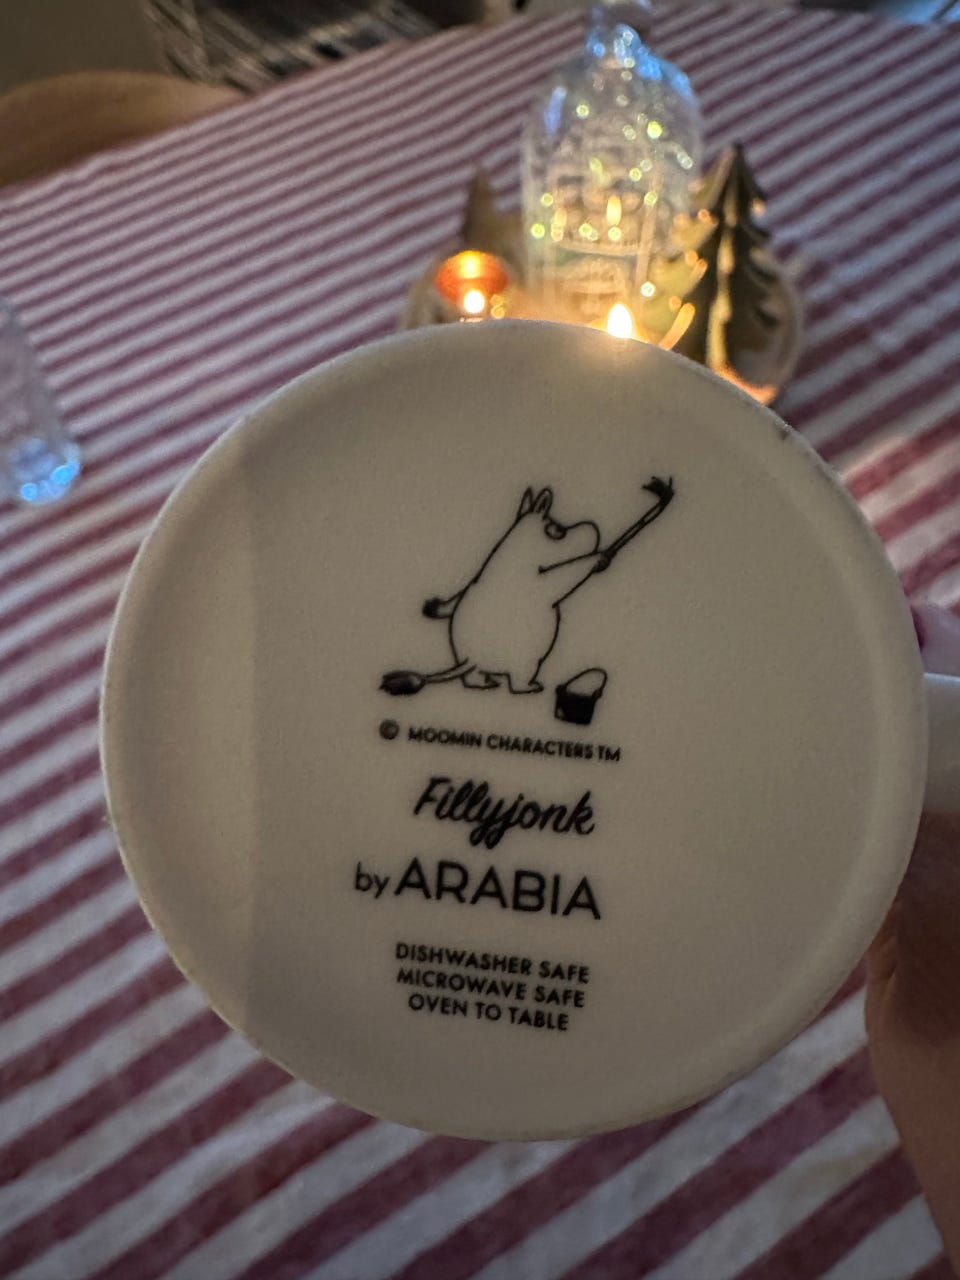 © MOOMIN CHARACTERS TM
Fillyjonk
by ARABIA
DISHWASHER SAFE
MICROWAVE SAFE
OVEN TO TABLE